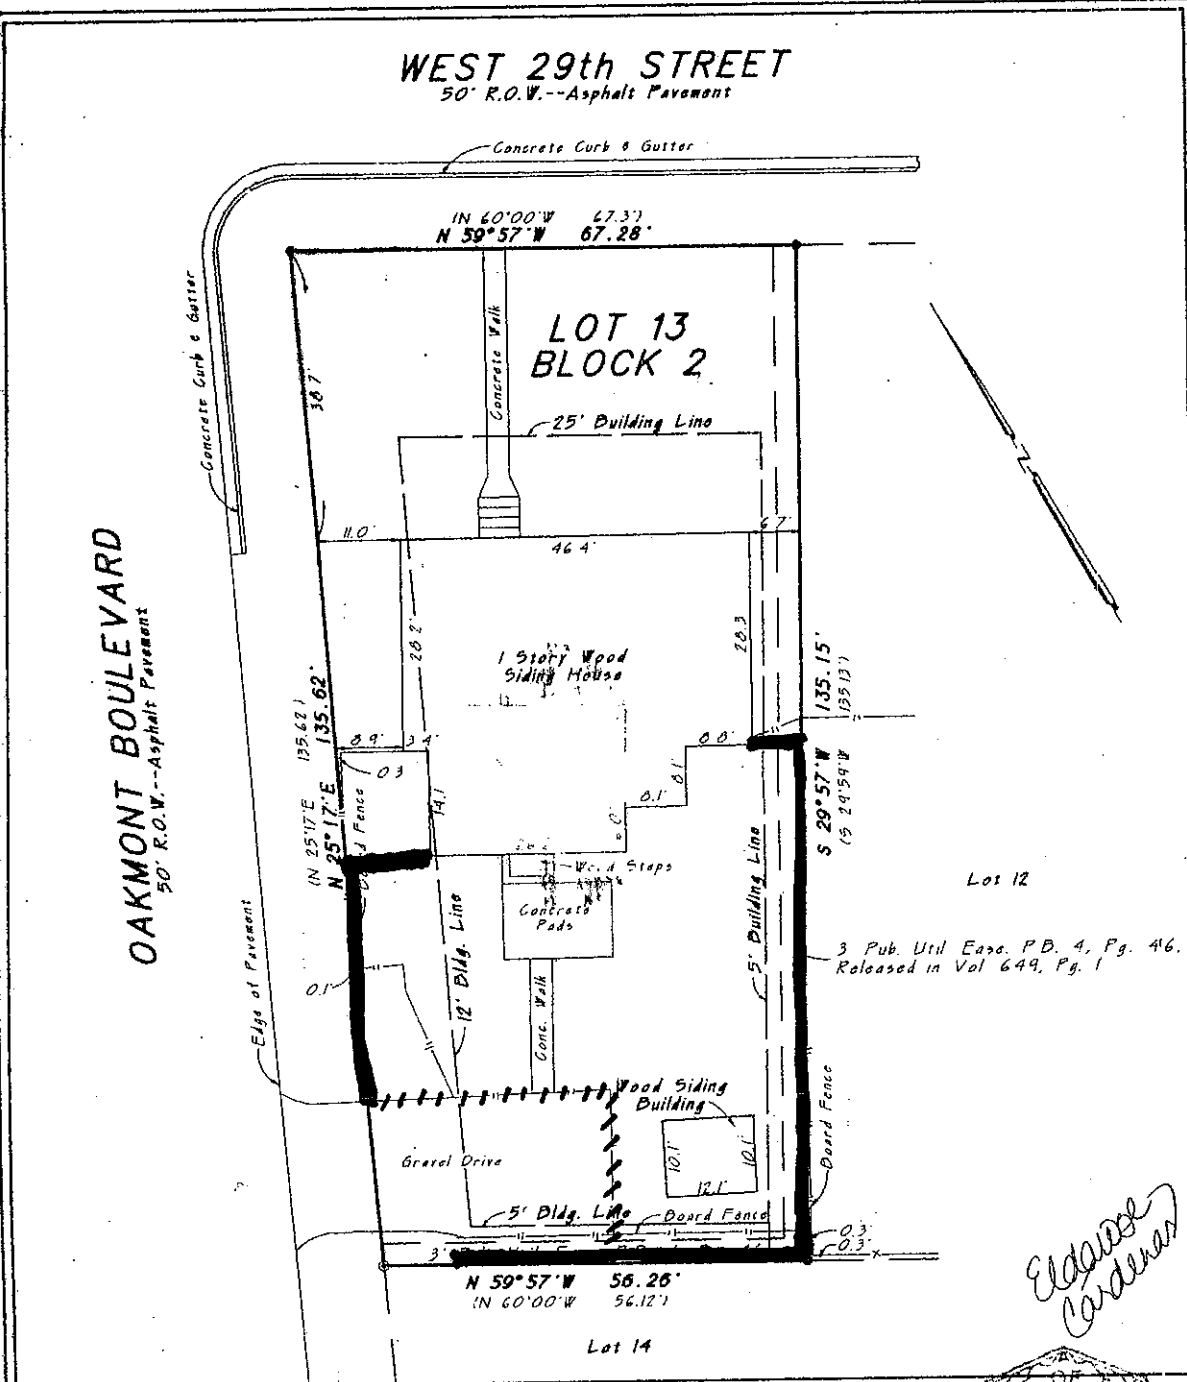 WEST 29th STREET
50' R.O.W.--Asphalt Pavement
Concrete Curb & Gutter
(N 60°00'W 67.3')
N 59°57'W 67.28'
Concrete Curb & Gutter
38.7'
Concrete Walk
LOT 13
BLOCK 2
25' Building Line
11.0'
46.4'
6.7'
OAKMONT BOULEVARD
50' R.O.W.--Asphalt Pavement
28.2'
1 Story Wood
Siding House
28.3
(N 25°17'E 135.62')
N 25°17'E 135.62'
S 29°57'W 135.15'
(S 29°59'W 135.13')
8.9'
3.4'
0.3
8.8'
8.1'
8.1'
14.1
Board Fence
Wood Steps
Concrete
Pads
Lot 12
5' Building Line
3' Pub. Util Ease. P.B. 4, Pg. 416.
Released in Vol 649, Pg. 1
Edge of Pavement
0.1'
12' Bldg. Line
Conc. Walk
Wood Siding
Building
Board Fence
10.1'
10.1'
12.1'
Gravel Drive
5' Bldg. Line
Board Fence
0.3'
0.3'
3'
N 59°57'W 56.26'
(N 60°00'W 56.12')
Cardenas
Lot 14